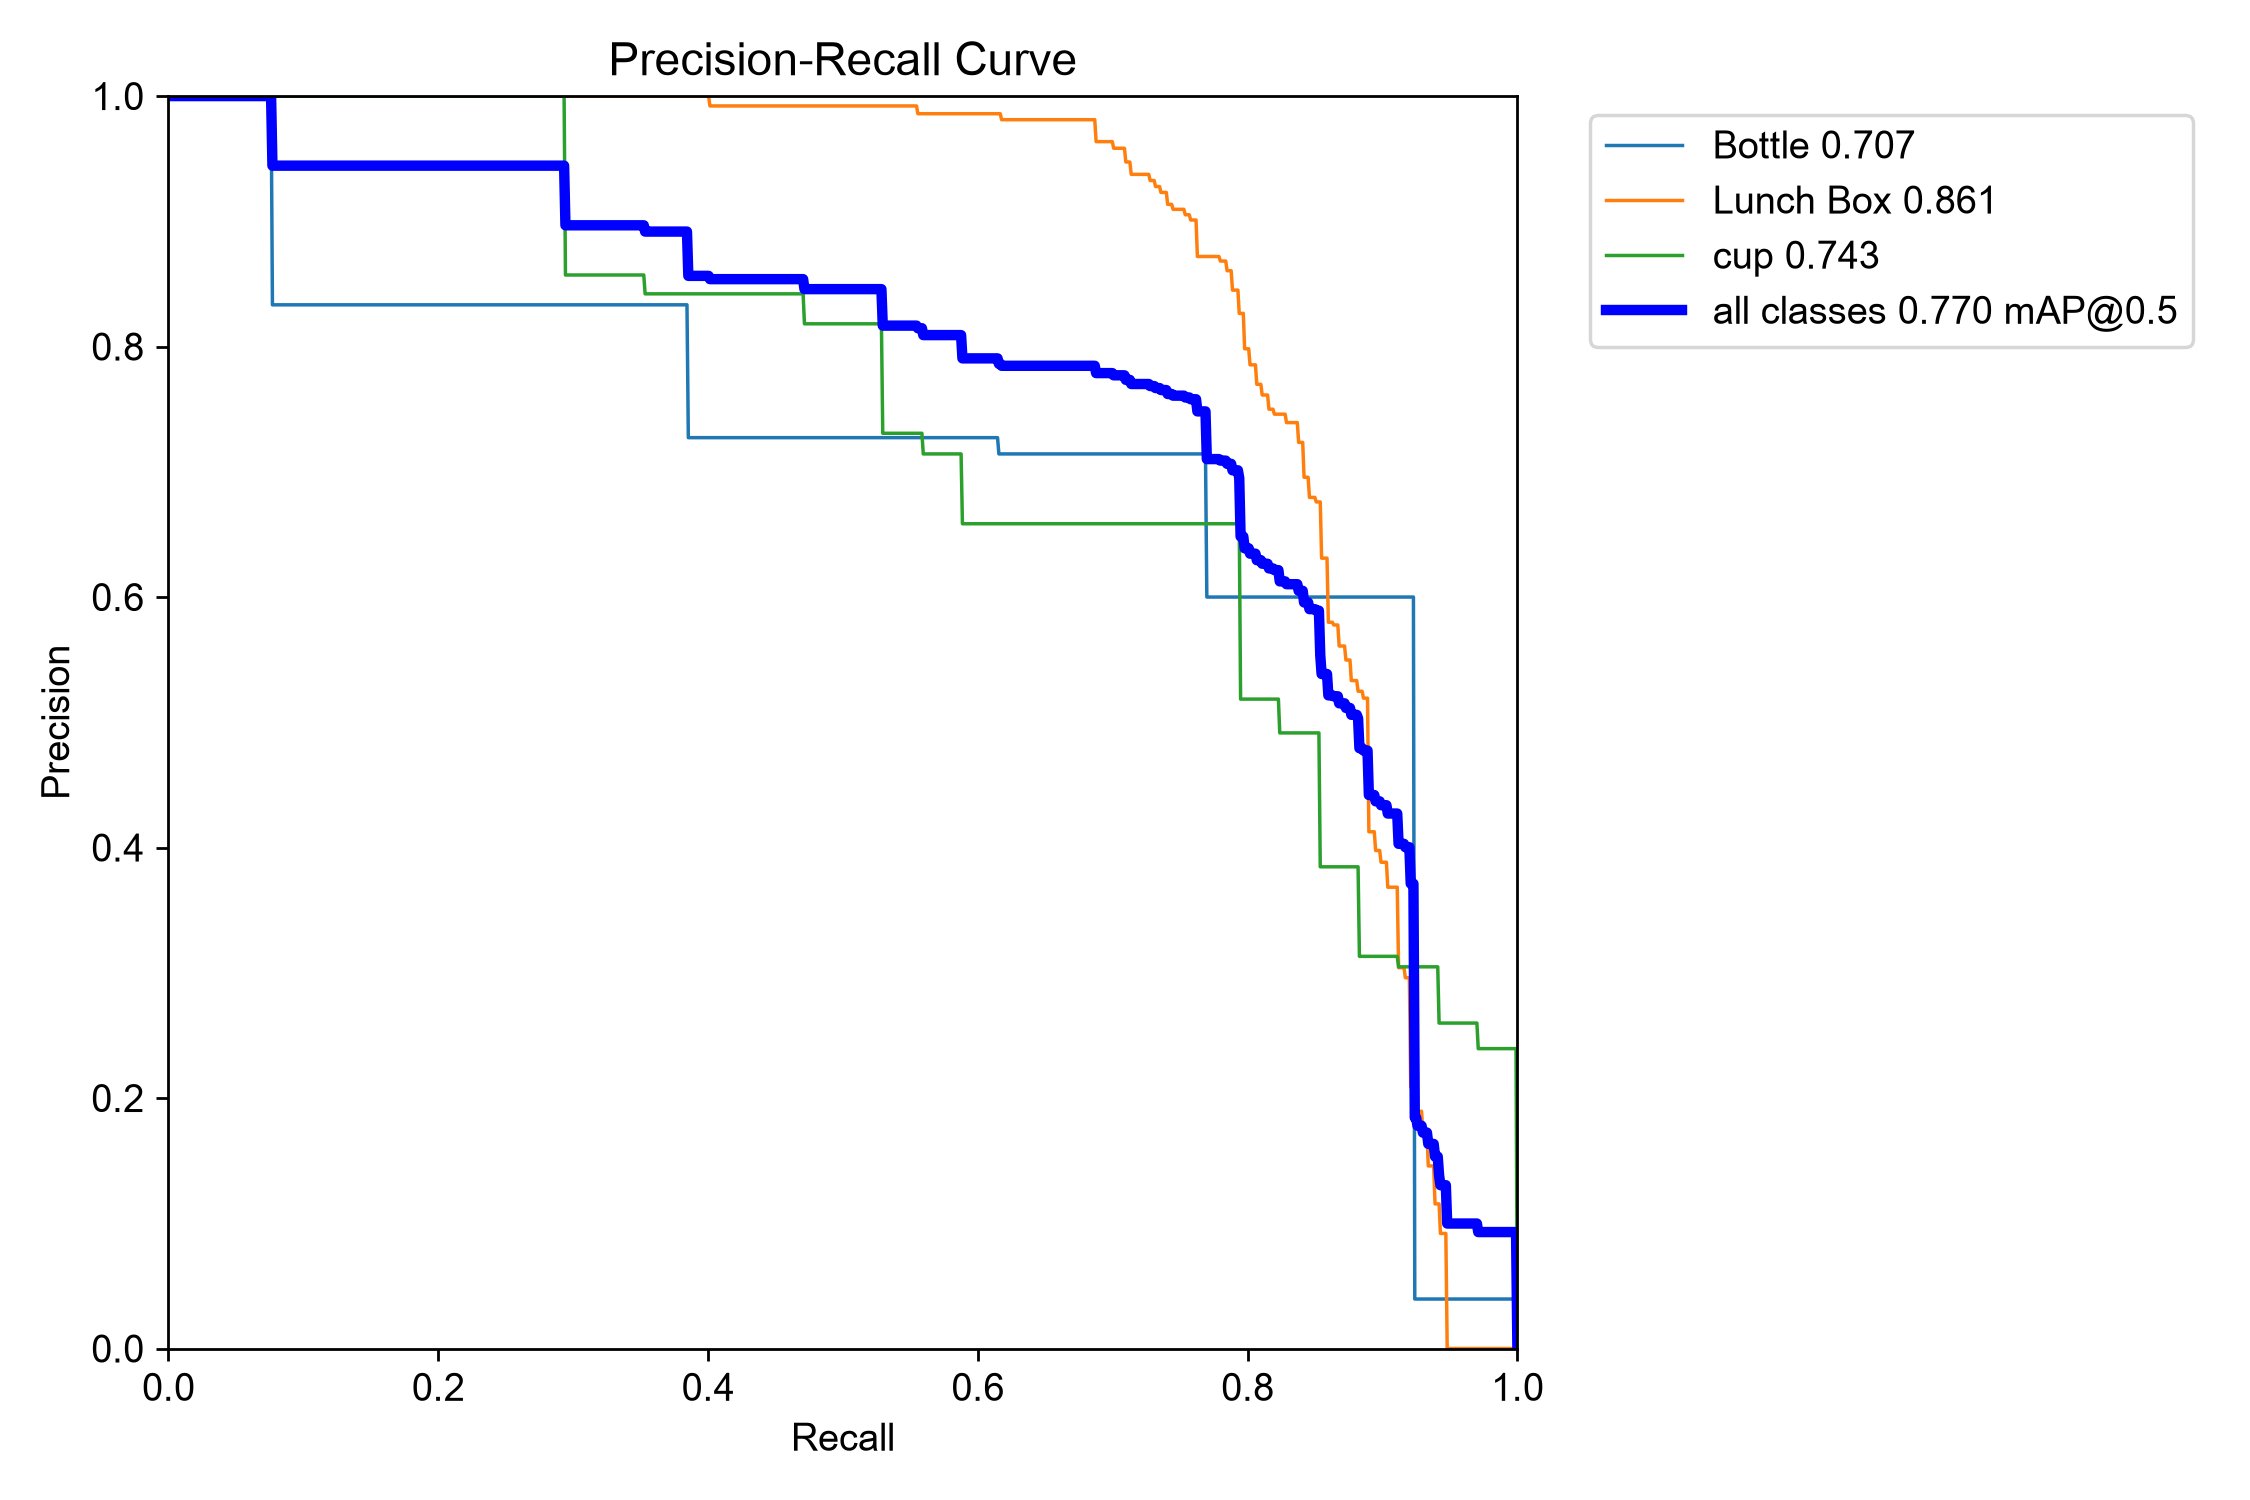 Precision-Recall Curve
1.0
0.8
0.6
0.4
0.2
0.0
Precision
0.0 0.2 0.4 0.6 0.8 1.0
Recall
Bottle 0.707
Lunch Box 0.861
cup 0.743
all classes 0.770 mAP@0.5